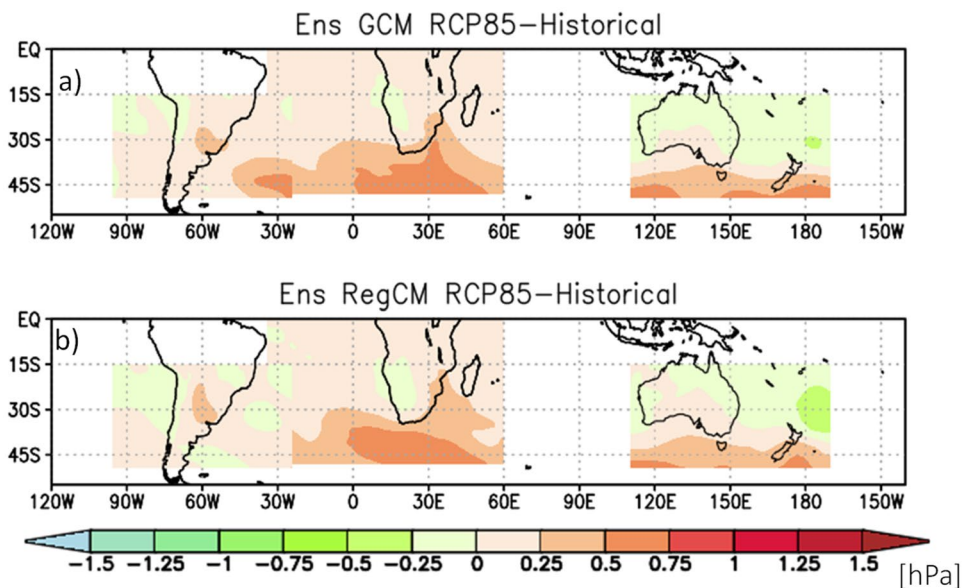 Ens GCM RCP85-Historical
a)
EQ
15S
30S
45S
120W 90W 60W 30W 0 30E 60E 90E 120E 150E 180 150W
Ens RegCM RCP85-Historical
b)
EQ
15S
30S
45S
120W 90W 60W 30W 0 30E 60E 90E 120E 150E 180 150W
-1.5 -1.25 -1 -0.75 -0.5 -0.25 0 0.25 0.5 0.75 1 1.25 1.5
[hPa]